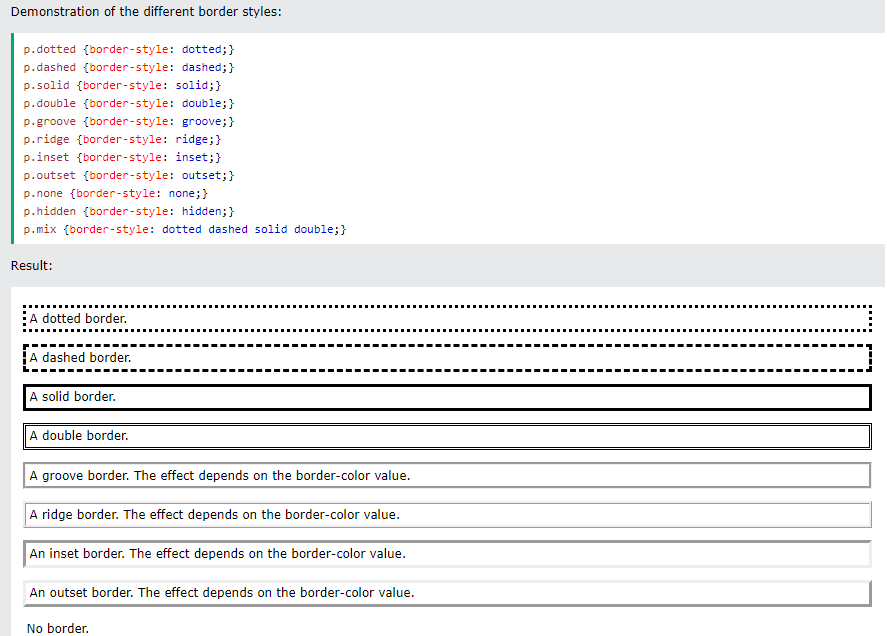 Demonstration of the different border styles:
p.dotted {border-style: dotted;}
p.dashed {border-style: dashed;}
p.solid {border-style: solid;}
p.double {border-style: double;}
p.groove {border-style: groove;}
p.ridge {border-style: ridge;}
p.inset {border-style: inset;}
p.outset {border-style: outset;}
p.none {border-style: none;}
p.hidden {border-style: hidden;}
p.mix {border-style: dotted dashed solid double;}
Result:
A dotted border.
A dashed border.
A solid border.
A double border.
A groove border. The effect depends on the border-color value.
A ridge border. The effect depends on the border-color value.
An inset border. The effect depends on the border-color value.
An outset border. The effect depends on the border-color value.
No border.